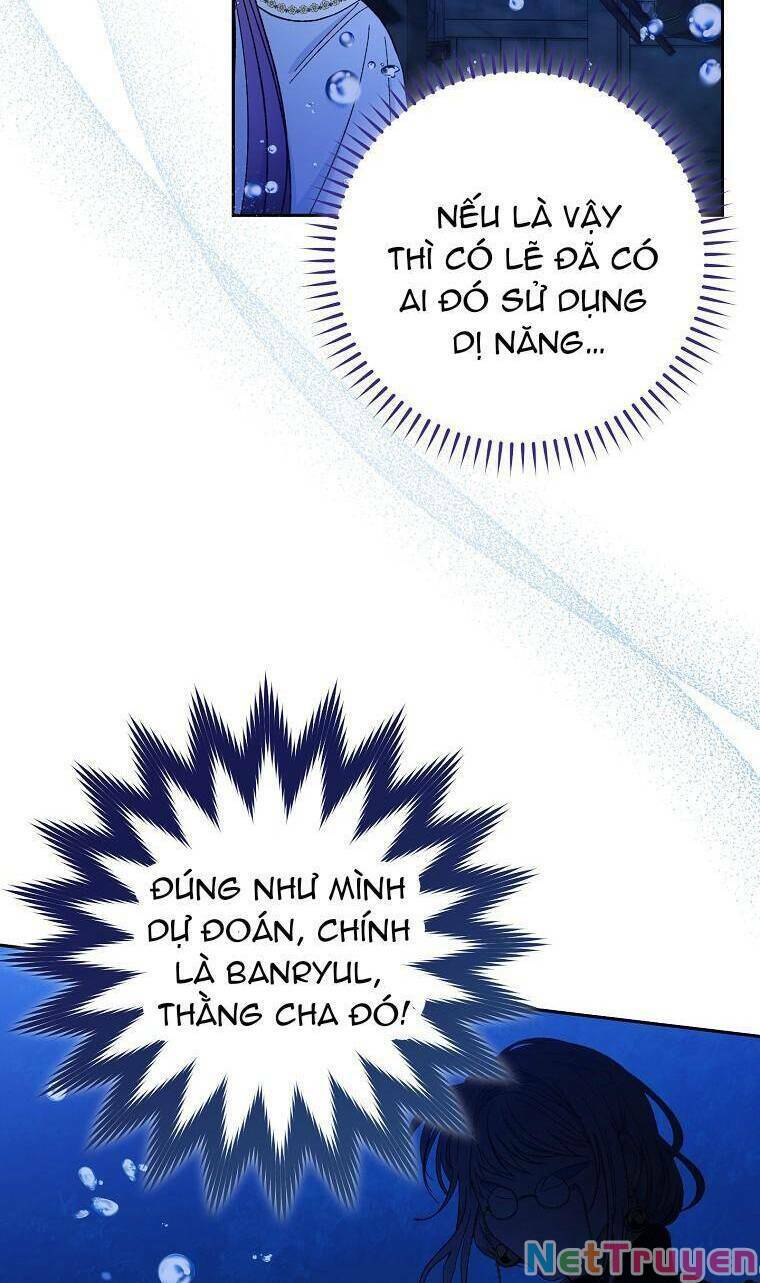 NẾU LÀ VẬY
THÌ CÓ LẼ ĐÃ CÓ
AI ĐÓ SỬ DỤNG
DỊ NĂNG...
ĐÚNG NHƯ MÌNH
DỰ ĐOÁN, CHÍNH
LÀ BANRYUL,
THẰNG CHA ĐÓ!
NetTruyen